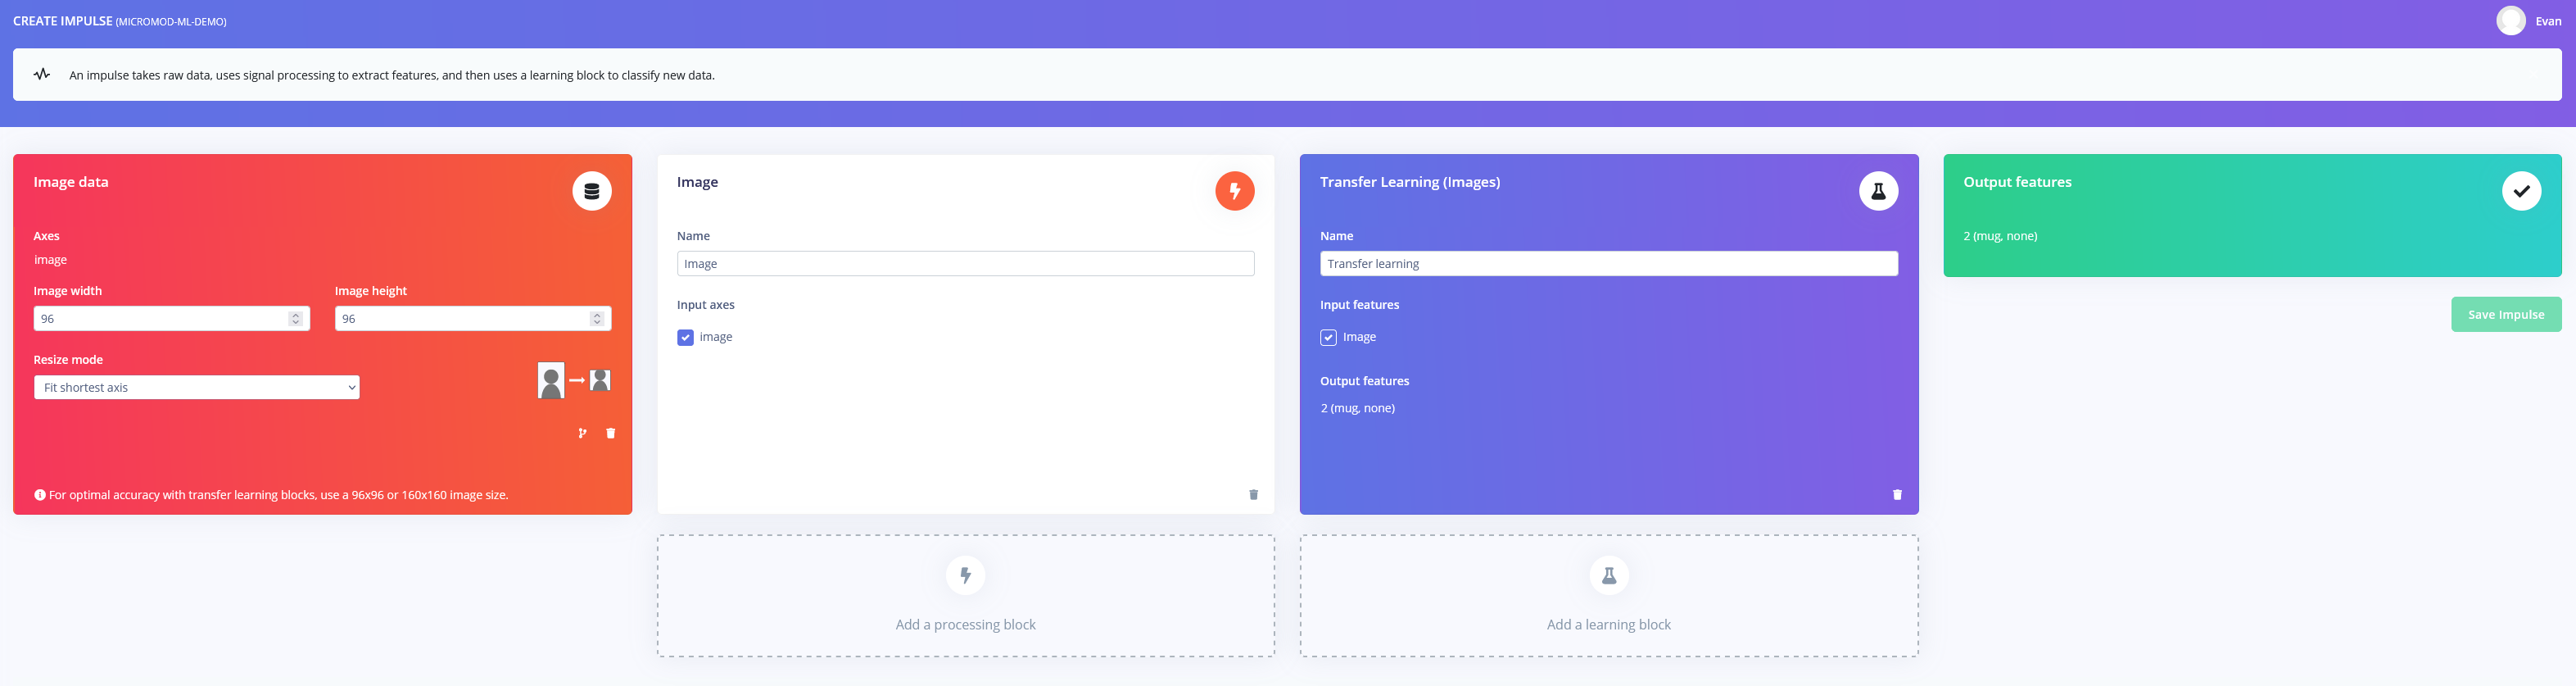 CREATE IMPULSE (MICROMOD-ML-DEMO)
Evan
An impulse takes raw data, uses signal processing to extract features, and then uses a learning block to classify new data.
Image data
Axes
image
Image width
Image height
96
96
Resize mode
Fit shortest axis
For optimal accuracy with transfer learning blocks, use a 96x96 or 160x160 image size.
Image
Name
Image
Input axes
image
Add a processing block
Transfer Learning (Images)
Name
Transfer learning
Input features
Image
Output features
2 (mug, none)
Add a learning block
Output features
2 (mug, none)
Save Impulse